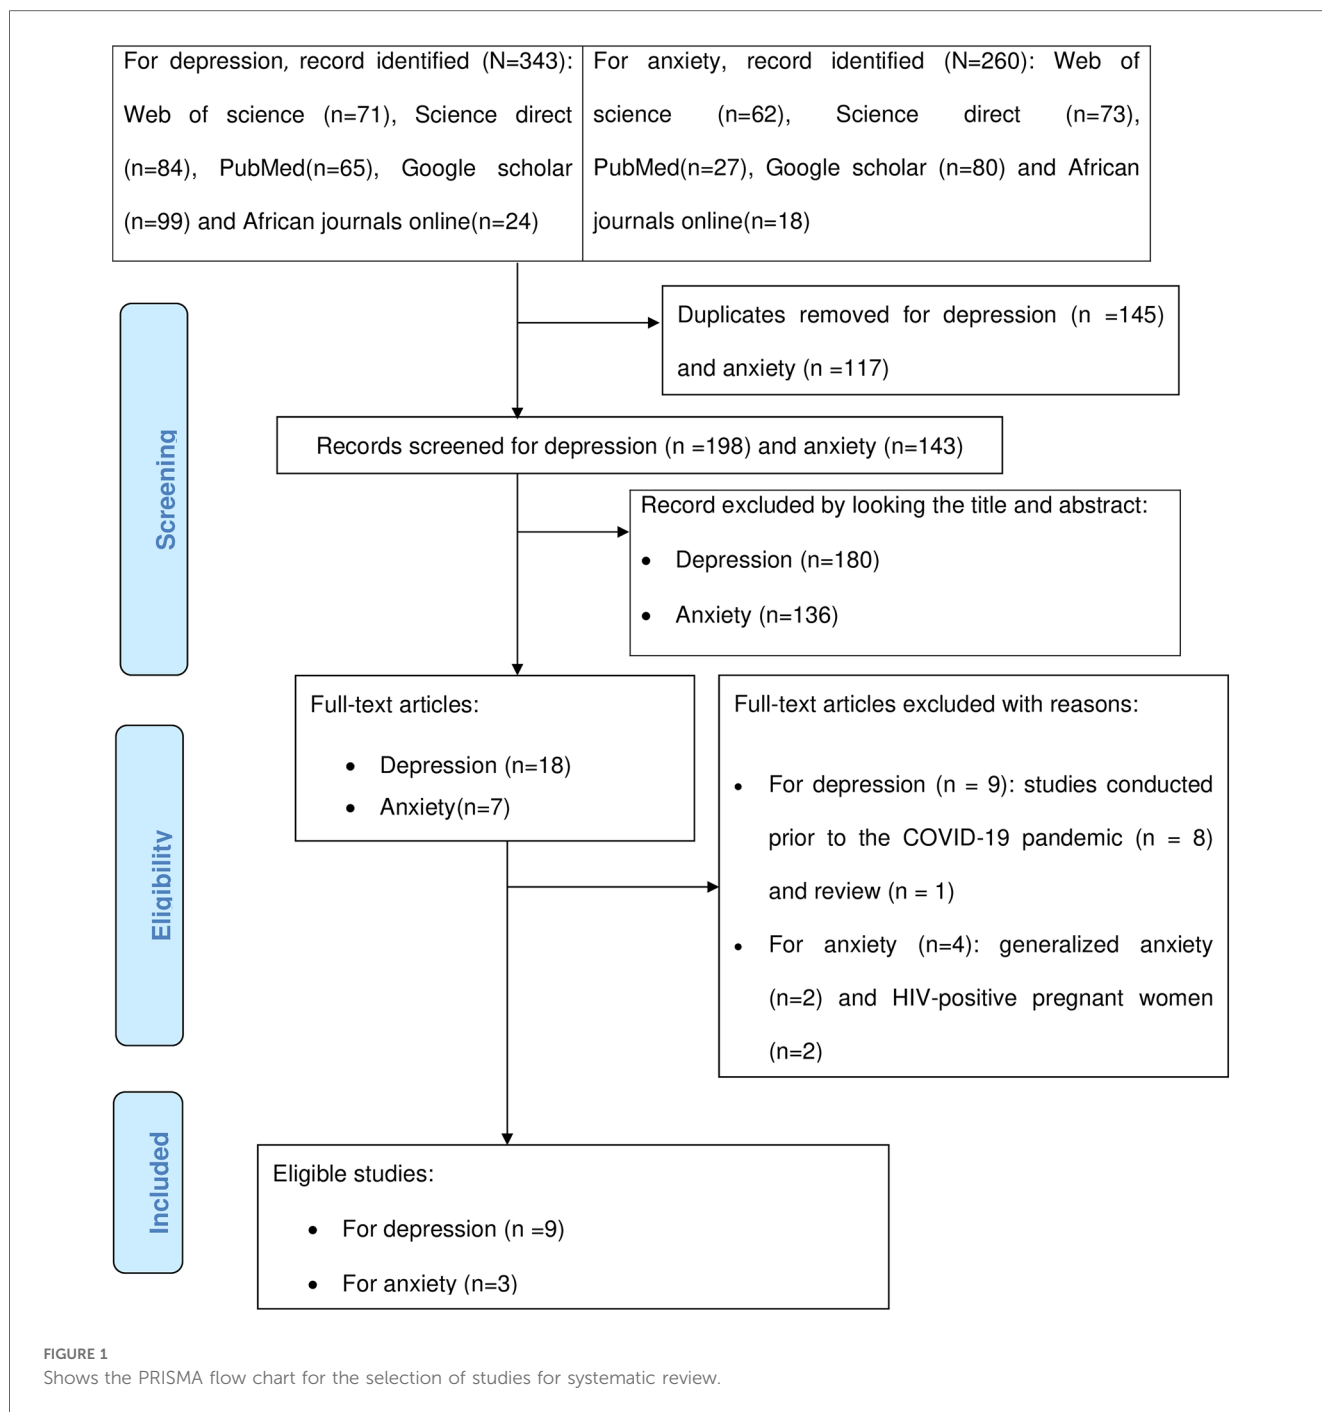 For depression, record identified (N=343):
Web of science (n=71), Science direct
(n=84), PubMed(n=65), Google scholar
(n=99) and African journals online(n=24)
For anxiety, record identified (N=260): Web of
science (n=62), Science direct (n=73),
PubMed(n=27), Google scholar (n=80) and African
journals online(n=18)
Duplicates removed for depression (n =145)
and anxiety (n =117)
Screening
Records screened for depression (n =198) and anxiety (n=143)
Record excluded by looking the title and abstract:
• Depression (n=180)
• Anxiety (n=136)
Eligibility
Full-text articles:
• Depression (n=18)
• Anxiety(n=7)
Full-text articles excluded with reasons:
• For depression (n = 9): studies conducted
prior to the COVID-19 pandemic (n = 8)
and review (n = 1)
• For anxiety (n=4): generalized anxiety
(n=2) and HIV-positive pregnant women
(n=2)
Included
Eligible studies:
• For depression (n =9)
• For anxiety (n=3)
FIGURE 1
Shows the PRISMA flow chart for the selection of studies for systematic review.